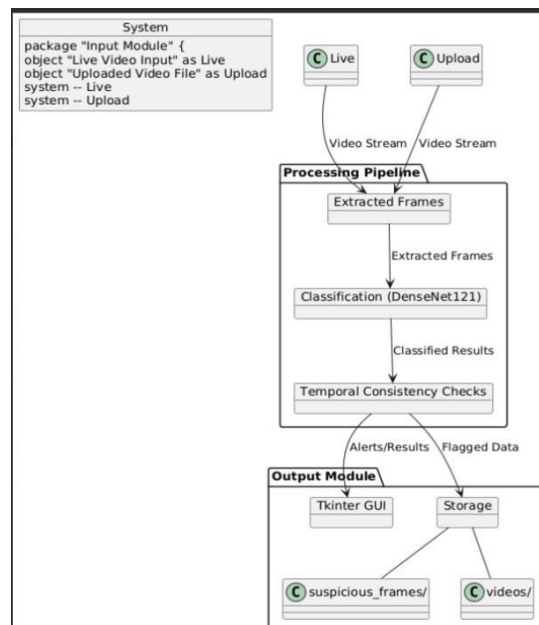 System
package "Input Module" {
object "Live Video Input" as Live
object "Uploaded Video File" as Upload
system -- Live
system -- Upload
C Live
C Upload
Video Stream
Video Stream
Processing Pipeline
Extracted Frames
Extracted Frames
Classification (DenseNet121)
Classified Results
Temporal Consistency Checks
Alerts/Results
Flagged Data
Output Module
Tkinter GUI
Storage
C suspicious_frames/
C videos/